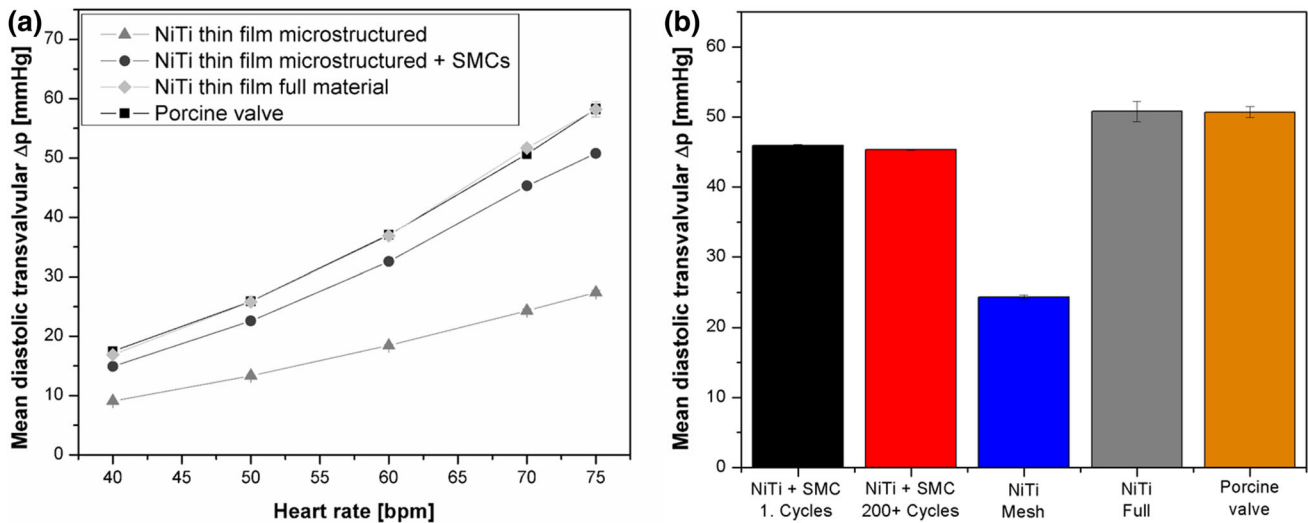 (a)
NiTi thin film microstructured
NiTi thin film microstructured + SMCs
NiTi thin film full material
Porcine valve
Mean diastolic transvalvular Δp [mmHg]
70
60
50
40
30
20
10
0
40
45
50
55
60
65
70
75
Heart rate [bpm]
(b)
Mean diastolic transvalvular Δp [mmHg]
60
50
40
30
20
10
0
NiTi + SMC
1. Cycles
NiTi + SMC
200+ Cycles
NiTi
Mesh
NiTi
Full
Porcine
valve